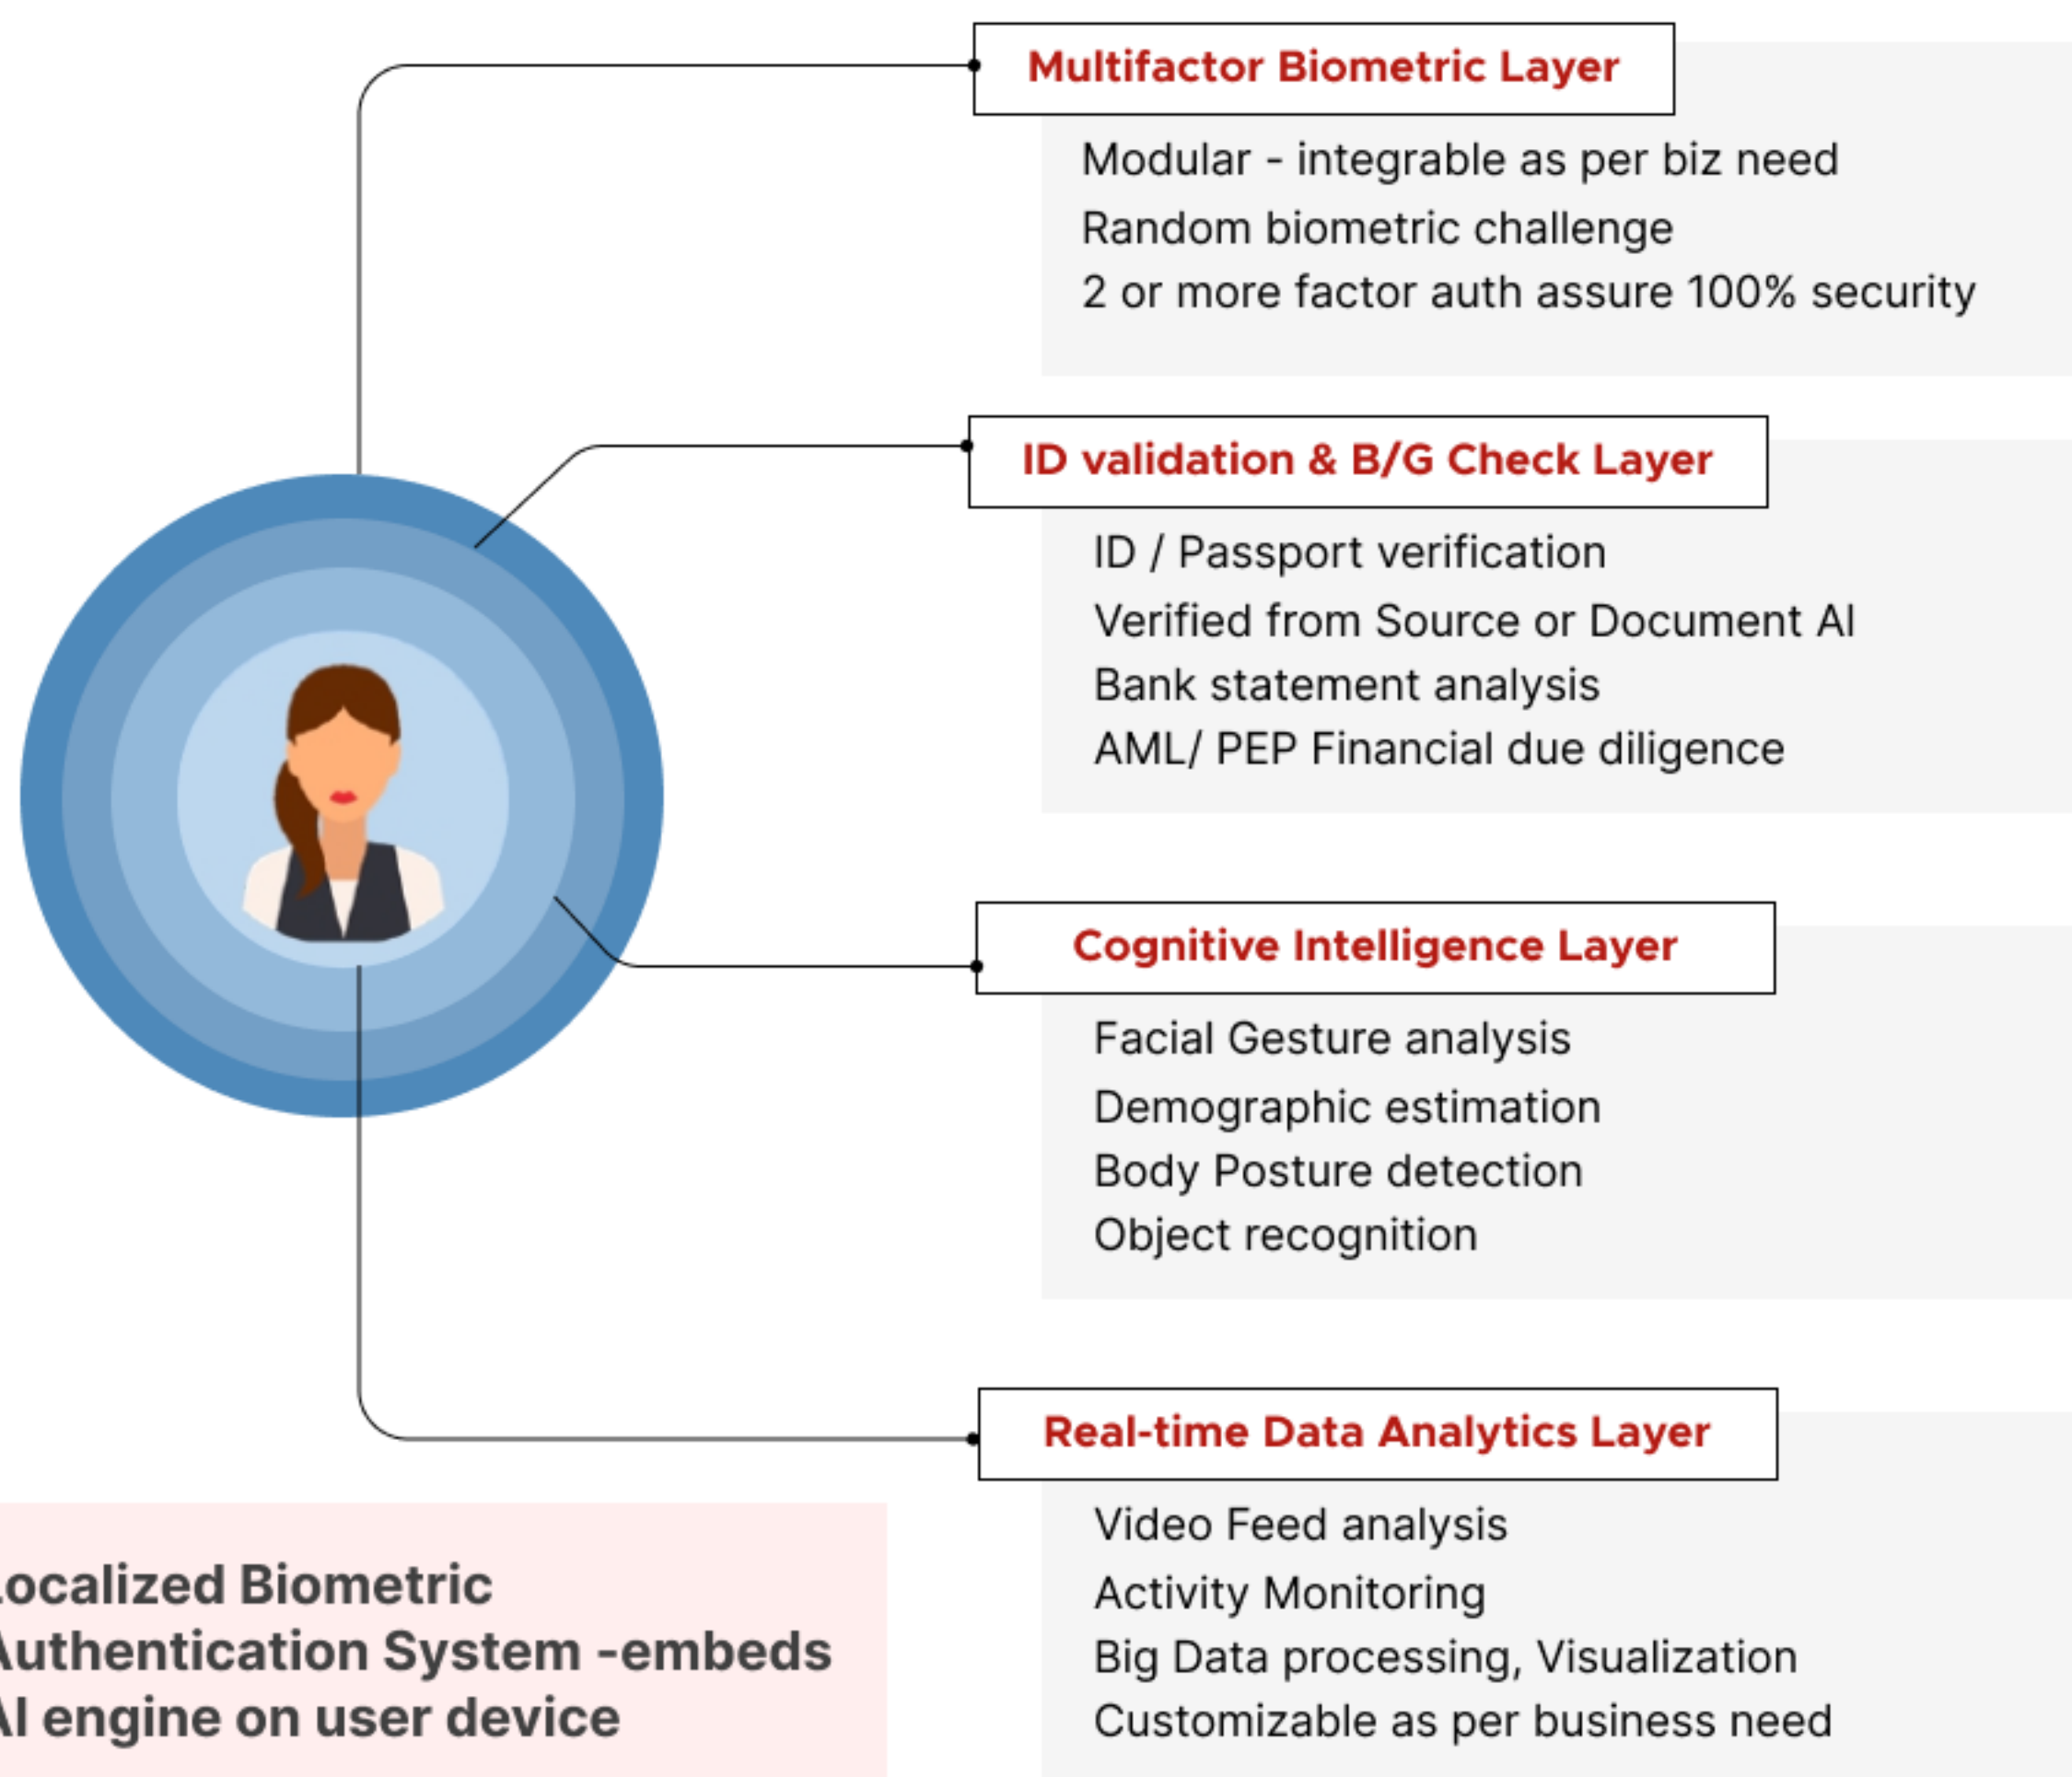 Multifactor Biometric Layer
Modular - integrable as per biz need
Random biometric challenge
2 or more factor auth assure 100% security
ID validation & B/G Check Layer
ID / Passport verification
Verified from Source or Document AI
Bank statement analysis
AML/ PEP Financial due diligence
Cognitive Intelligence Layer
Facial Gesture analysis
Demographic estimation
Body Posture detection
Object recognition
Real-time Data Analytics Layer
Video Feed analysis
Activity Monitoring
Big Data processing, Visualization
Customizable as per business need
Localized Biometric
Authentication System -embeds
AI engine on user device